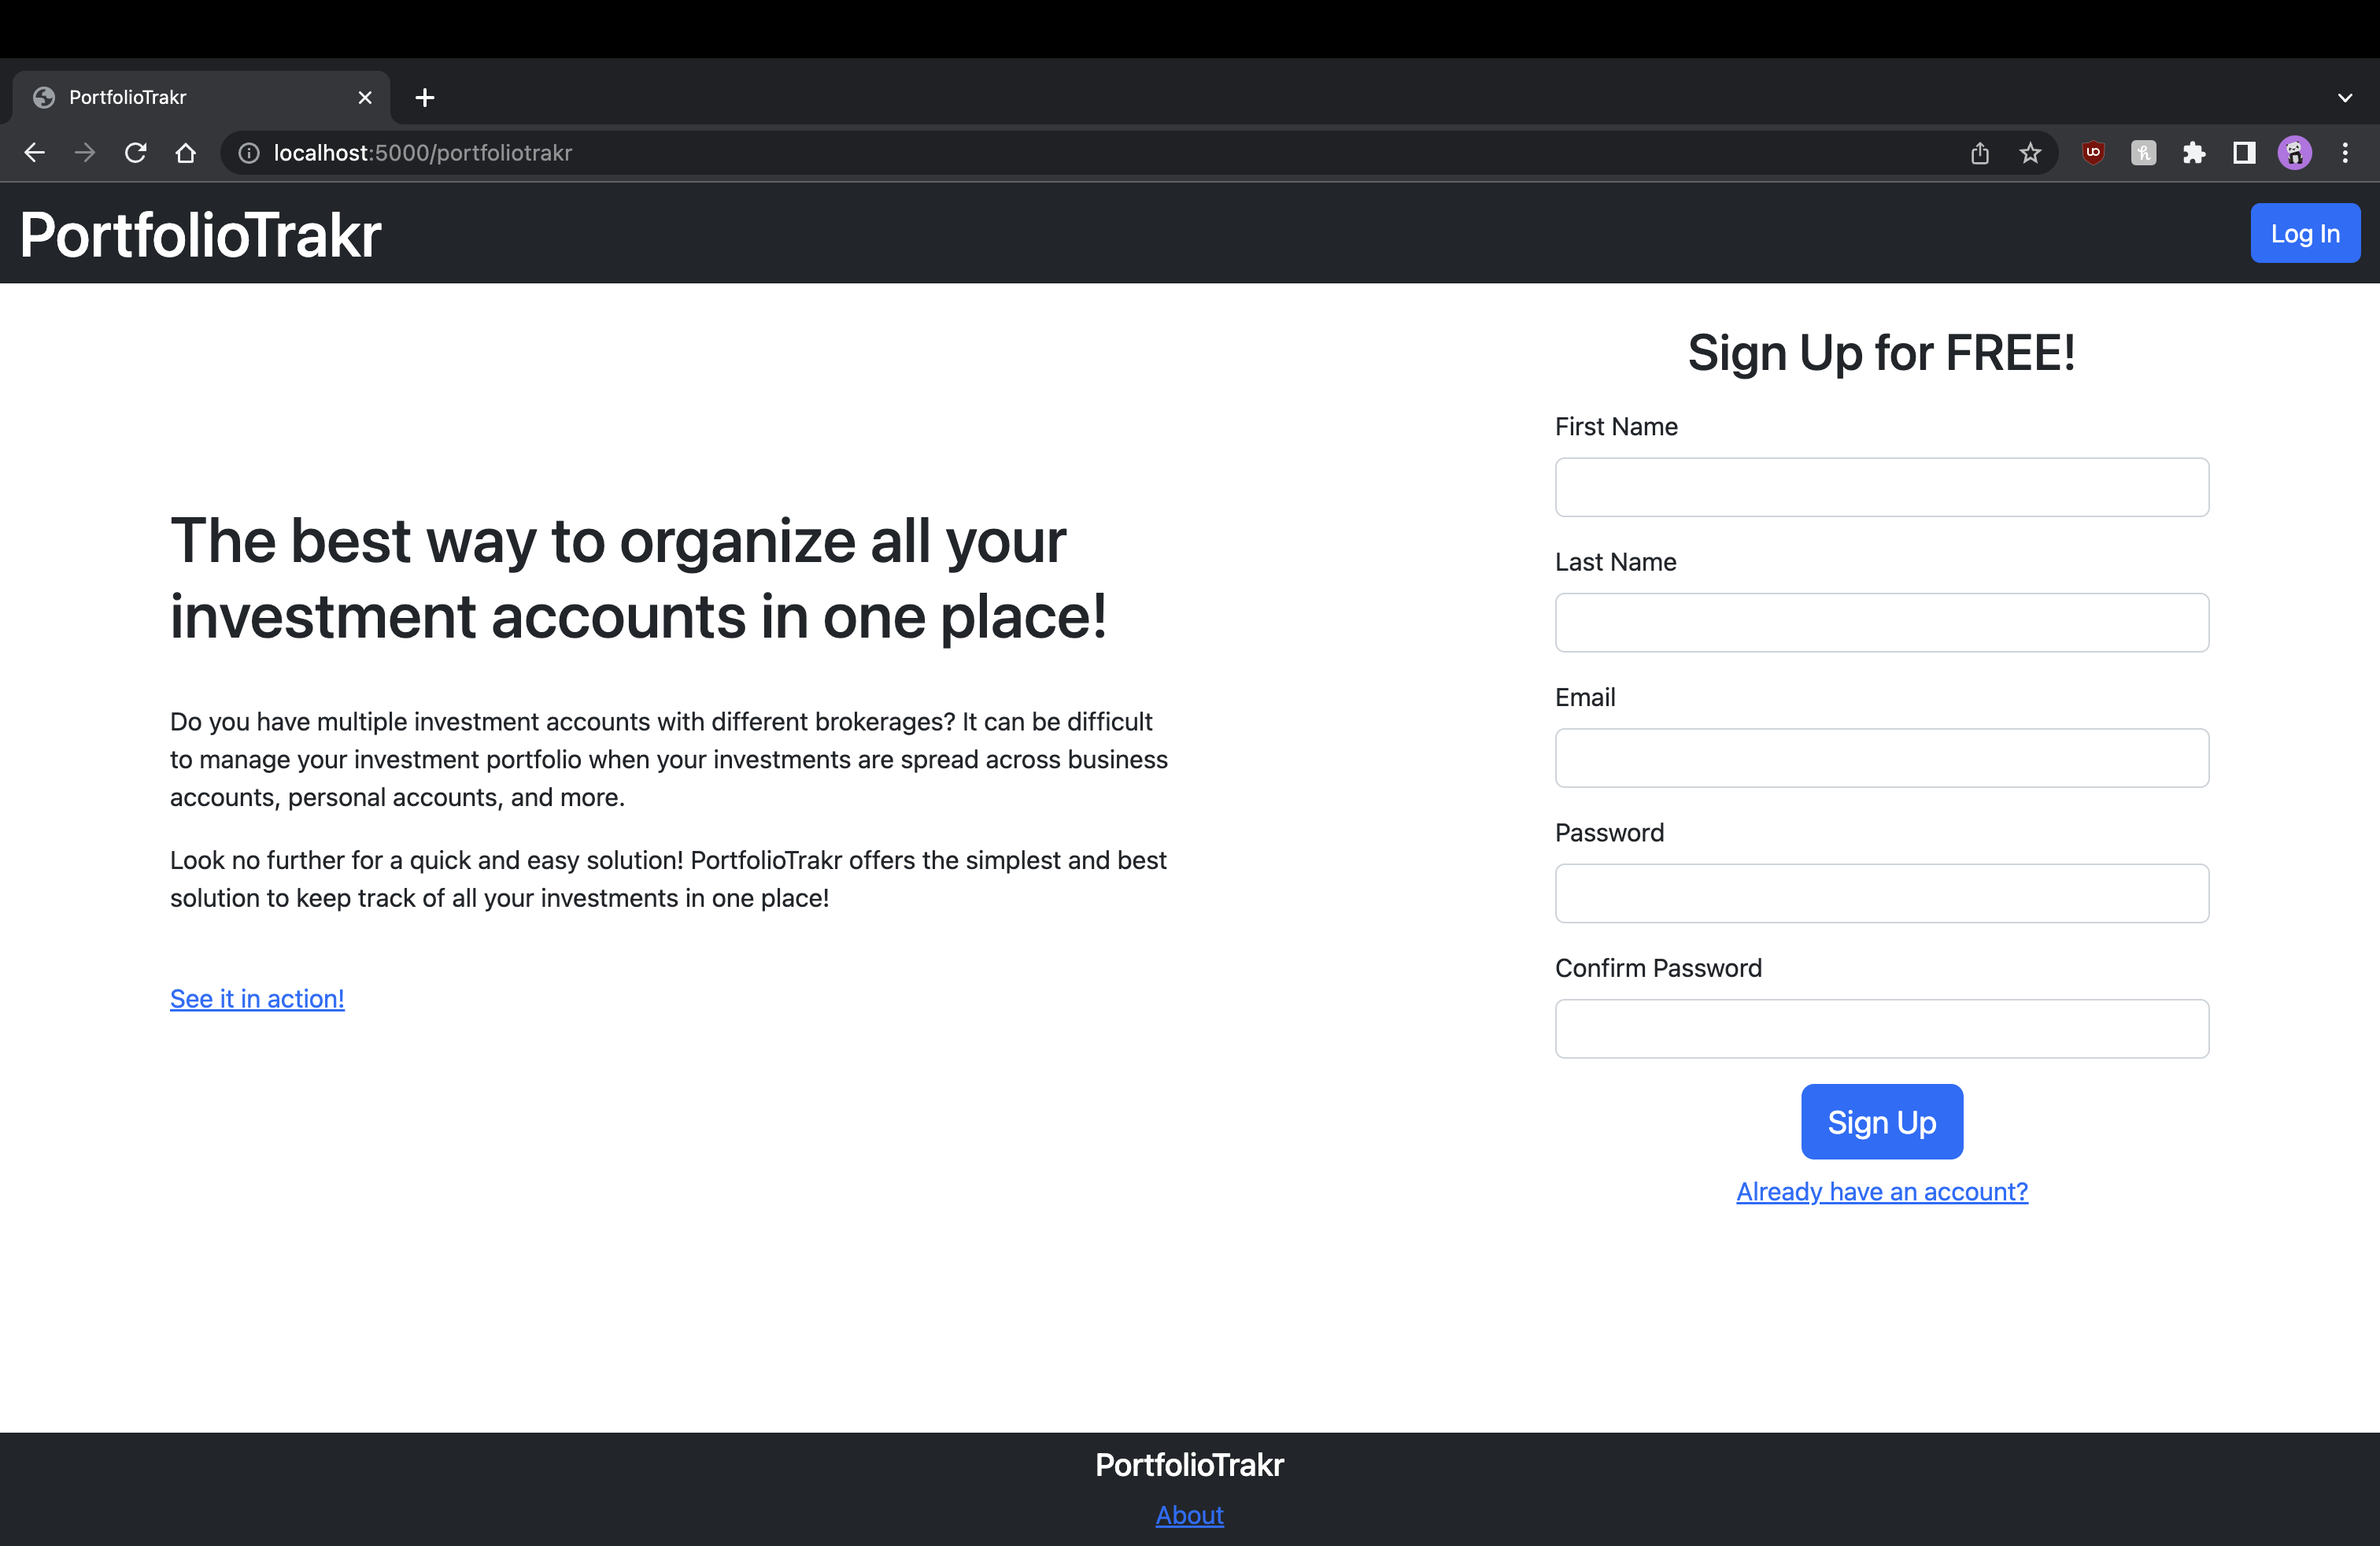 PortfolioTrakr
localhost:5000/portfoliotrakr
PortfolioTrakr
Log In
The best way to organize all your
investment accounts in one place!
Do you have multiple investment accounts with different brokerages? It can be difficult
to manage your investment portfolio when your investments are spread across business
accounts, personal accounts, and more.
Look no further for a quick and easy solution! PortfolioTrakr offers the simplest and best
solution to keep track of all your investments in one place!
See it in action!
Sign Up for FREE!
First Name
Last Name
Email
Password
Confirm Password
Sign Up
Already have an account?
PortfolioTrakr
About